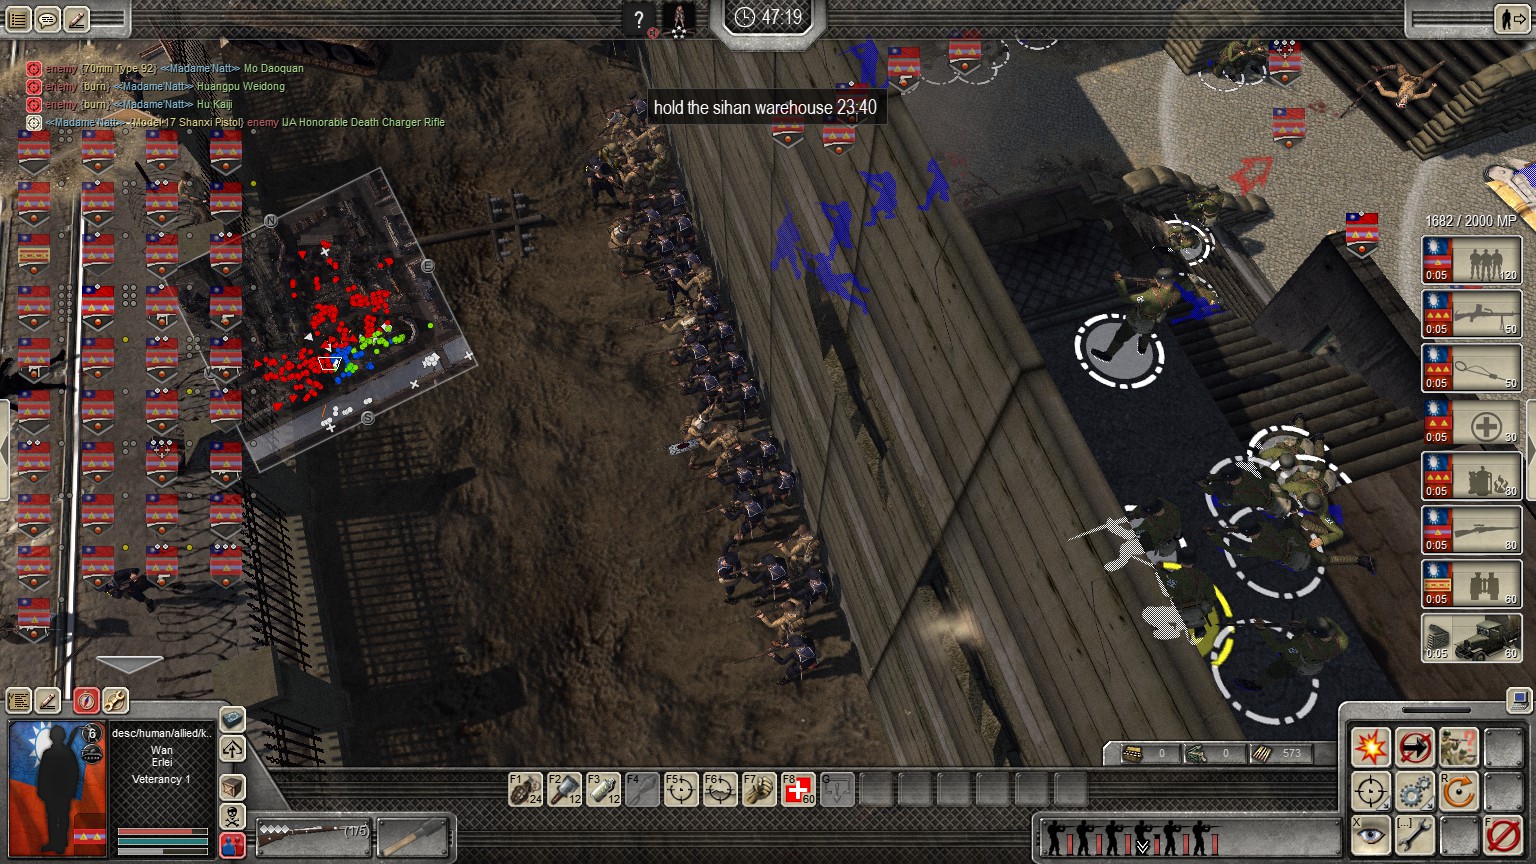 ?
47:19
enemy {70mm Type 92} <<Madame'Natt>> Mo Daoquan
enemy {burn} <<Madame'Natt>> Huangpu Weidong
enemy {burn} <<Madame'Natt>> Hu Kaiji
<<Madame'Natt>> {Model 17 Shanxi Pistol} enemy IJA Honorable Death Charger Rifle
hold the sihan warehouse 23:40
N
E
S
1682 / 2000 MP
0:05 120
0:05 50
0:05 50
0:05 30
0:05 80
0:05 80
0:05 60
0:05 60
6
desc/human/allied/k..
Wan
Erlei
Veterancy 1
0 0 573
F1 24
F2 12
F3 12
F4
F5
F6
F7
F8 60
G
(1/5)
R
X
[...]
F